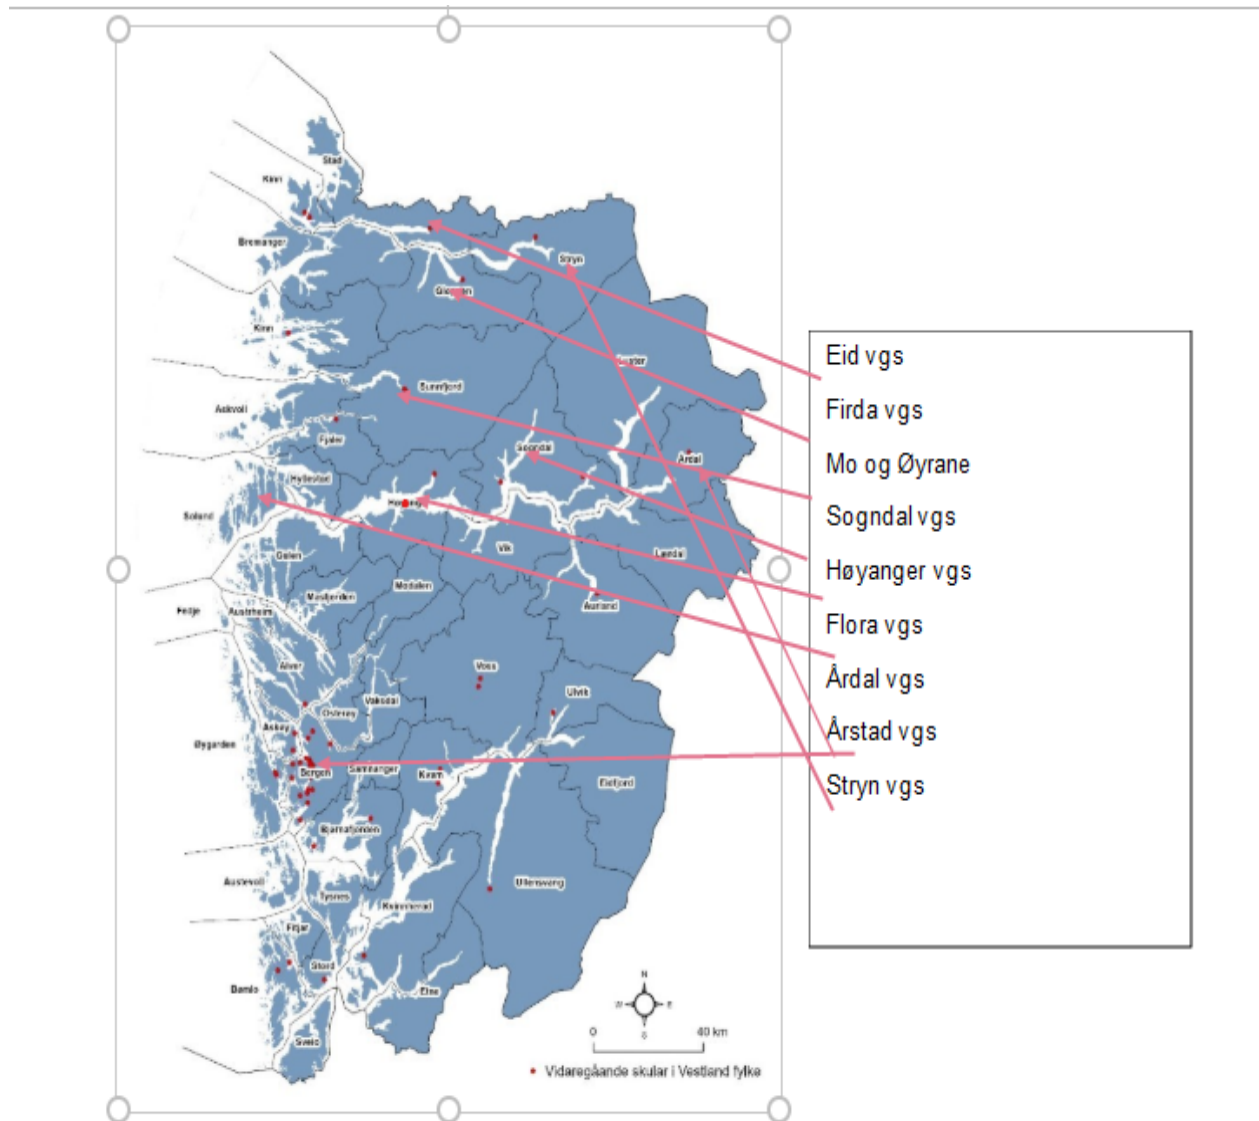 Stad
Kinn
Bremanger
Stryn
Kinn
Sunnfjord
Askvoll
Fjaler
Sogndal
Årdal
Hyllestad
Solund
Vik
Lærdal
Gulen
Modalen
Masfjorden
Aurland
Fedje
Austrheim
Alver
Voss
Ulvik
Vaksdal
Osterøy
Askøy
Øygarden
Bergen
Samnanger
Kvam
Eidfjord
Bjørnafjorden
Austevoll
Tysnes
Ullensvang
Kvinnherad
Fitjar
Stord
Bømlo
Etne
Sveio
Eid vgs
Firda vgs
Mo og Øyrane
Sogndal vgs
Høyanger vgs
Flora vgs
Årdal vgs
Årstad vgs
Stryn vgs
N
W E
S
0 40 km
Vidaregåande skular i Vestland fylke